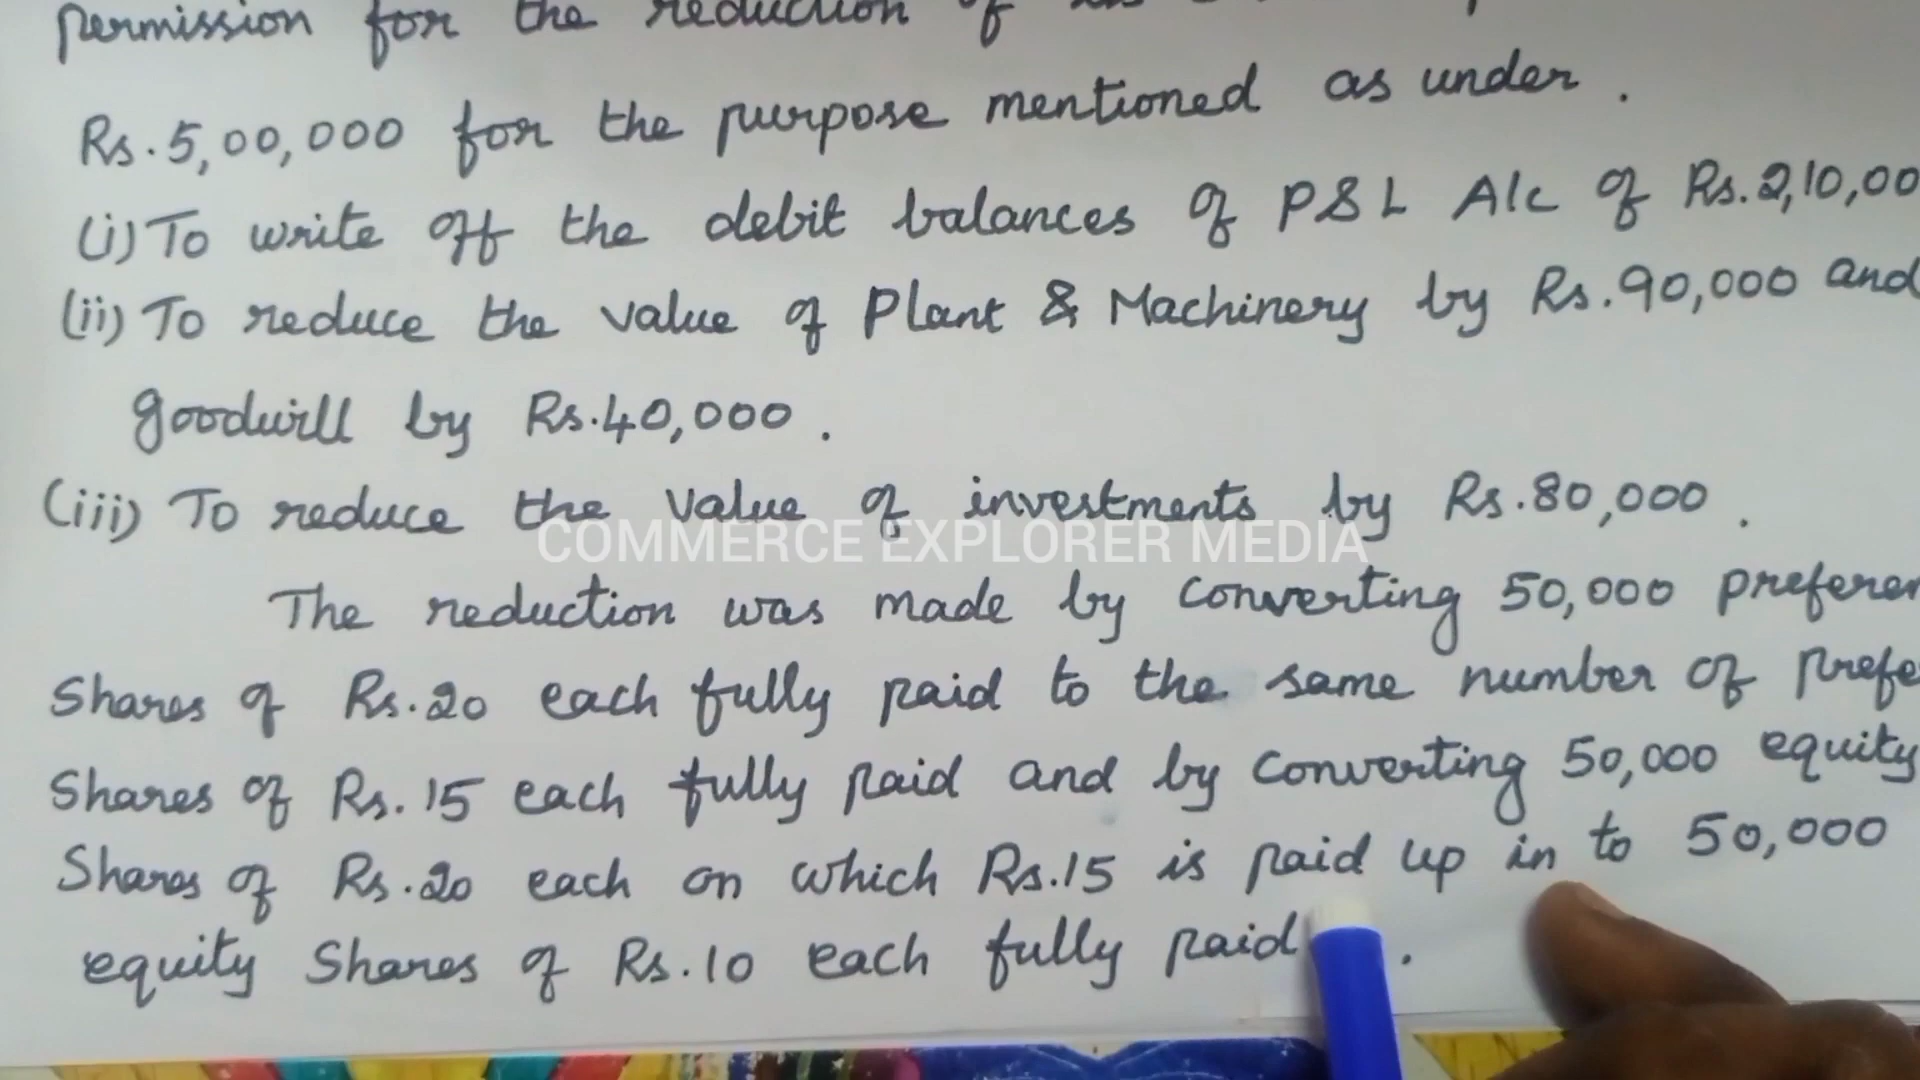 permission for the reduction of
Rs. 5,00,000 for the purpose mentioned as under.
(i) To write off the debit balances of P&L A/c of Rs. 2,10,00
(ii) To reduce the value of Plant & Machinery by Rs. 90,000 and
goodwill by Rs. 40,000.
(iii) To reduce the value of investments by Rs. 80,000.
COMMERCE EXPLORER MEDIA
The reduction was made by converting 50,000 preferen
Shares of Rs. 20 each fully paid to the same number of prefe
Shares of Rs. 15 each fully paid and by converting 50,000 equity
Shares of Rs. 20 each on which Rs. 15 is paid up in to 50,000
equity Shares of Rs. 10 each fully paid.